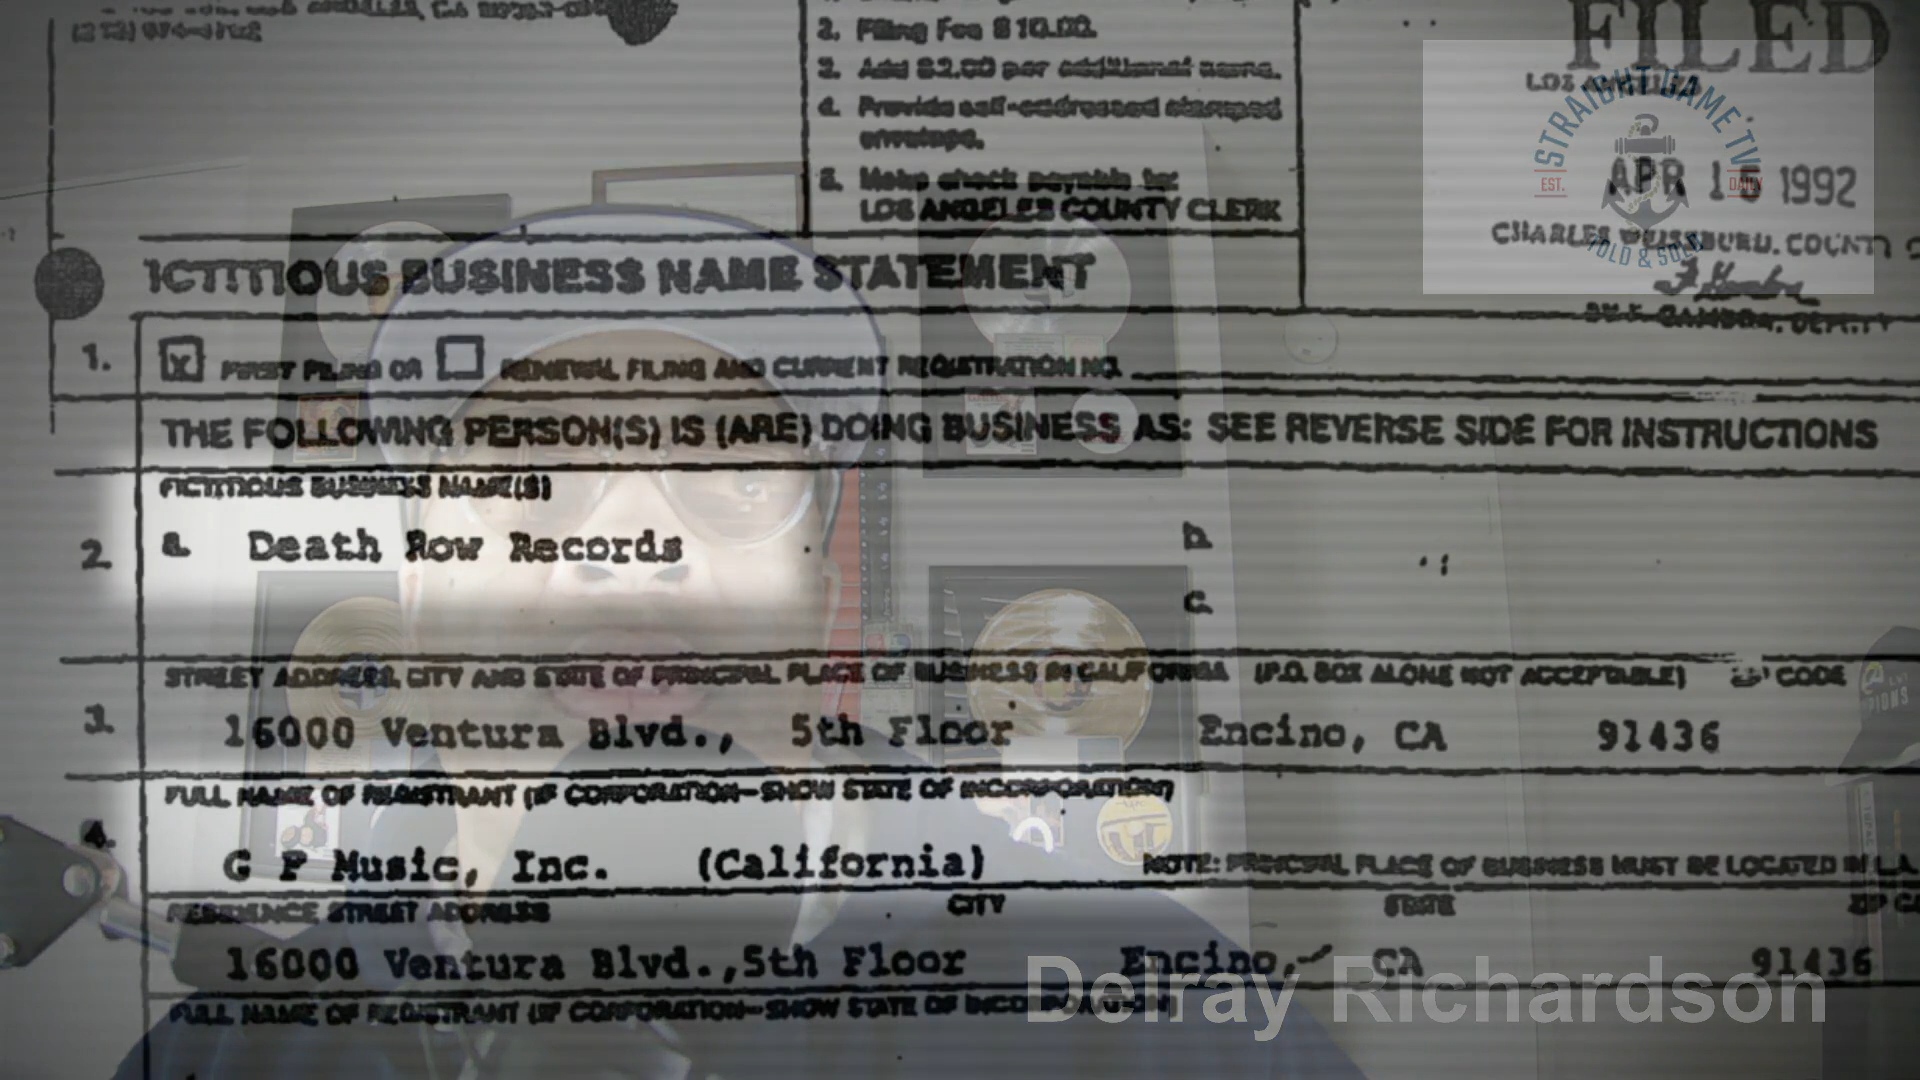 2. Filing Fee $10.00.
3. Add $2.00 per additional name.
4. Provide self-addressed stamped
envelope.
5. Make check payable to:
LOS ANGELES COUNTY CLERK
FILED
LOS ANGELES
APR 16 1992
STRAIGHT GAME TV
EST. DAILY
TOLD & SOLD
ICTITIOUS BUSINESS NAME STATEMENT
1. x FIRST FILING OR RENEWAL FILING AND CURRENT REGISTRATION NO.
THE FOLLOWING PERSON(S) IS (ARE) DOING BUSINESS AS: SEE REVERSE SIDE FOR INSTRUCTIONS
FICTITIOUS BUSINESS NAME(S)
2. a. Death Row Records b.
c.
STREET ADDRESS, CITY AND STATE OF PRINCIPAL PLACE OF BUSINESS IN CALIFORNIA (P.O. BOX ALONE NOT ACCEPTABLE) ZIP CODE
3. 16000 Ventura Blvd., 5th Floor Encino, CA 91436
FULL NAME OF REGISTRANT (IF CORPORATION—SHOW STATE OF INCORPORATION)
4. G F Music, Inc. (California) NOTE: PRINCIPAL PLACE OF BUSINESS MUST BE LOCATED IN L.A.
RESIDENCE STREET ADDRESS CITY STATE
16000 Ventura Blvd.,5th Floor Encino, CA 91436
FULL NAME OF REGISTRANT (IF CORPORATION—SHOW STATE OF INCORPORATION)
Delray Richardson